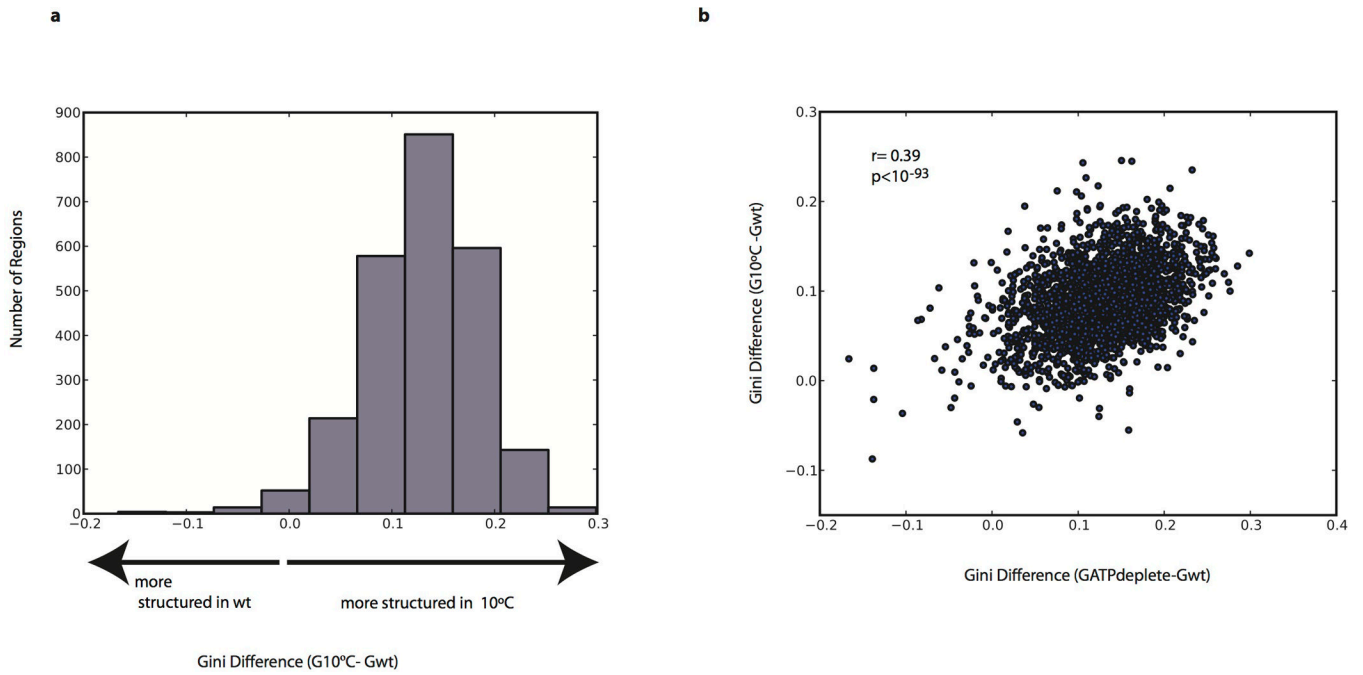 a
900
800
700
600
500
400
300
200
100
0
Number of Regions
−0.2
−0.1
0.0
0.1
0.2
0.3
more
structured in wt
more structured in 10ºC
Gini Difference (G10ºC- Gwt)
b
0.3
0.2
0.1
0.0
−0.1
Gini Difference (G10ºC -Gwt)
r= 0.39
p<10-93
−0.2
−0.1
0.0
0.1
0.2
0.3
0.4
Gini Difference (GATPdeplete-Gwt)